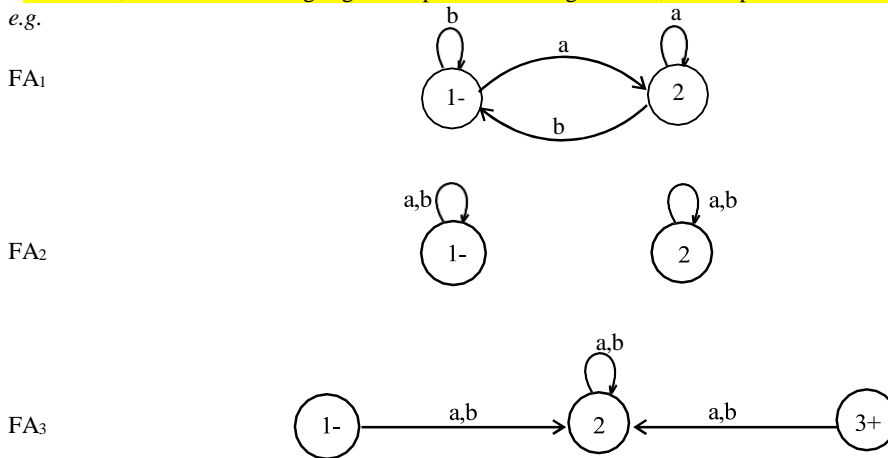 e.g.
b a
FA₁ 1- a 2
b
a,b a,b
FA₂ 1- 2
a,b
FA₃ 1- a,b 2 a,b 3+